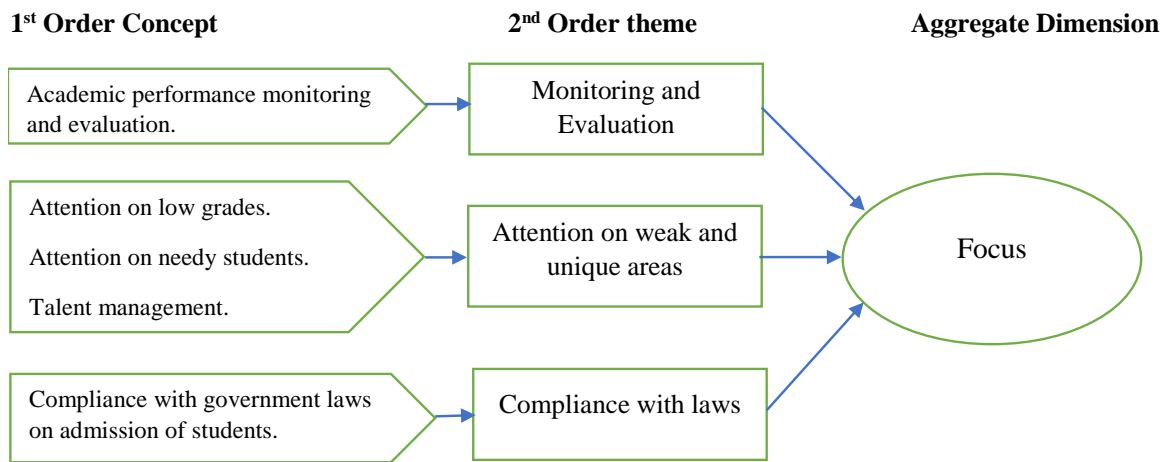 1st Order Concept
2nd Order theme
Aggregate Dimension
Academic performance monitoring
and evaluation.
Monitoring and
Evaluation
Attention on low grades.
Attention on needy students.
Talent management.
Attention on weak and
unique areas
Focus
Compliance with government laws
on admission of students.
Compliance with laws